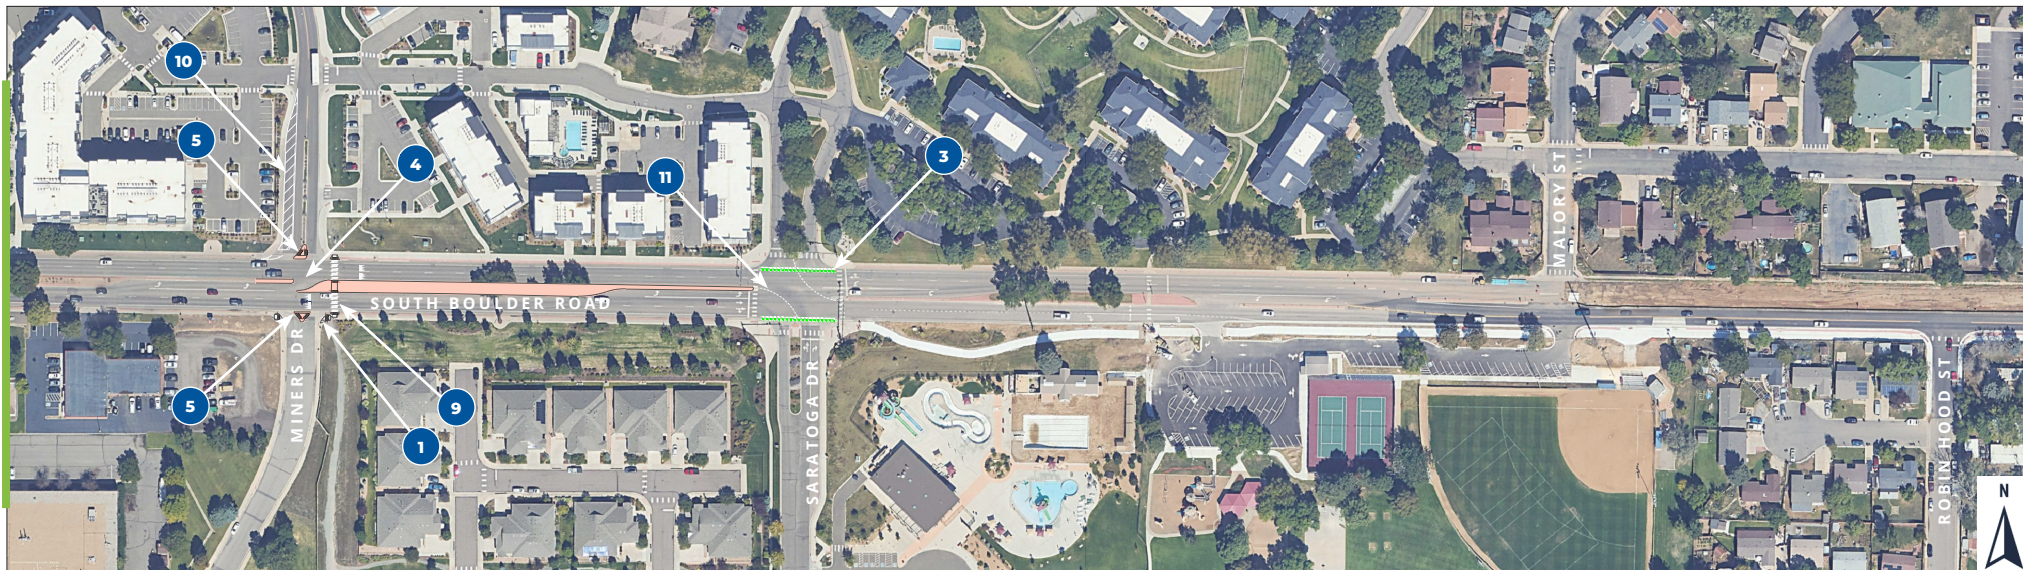 10
5
4
11
3
MALORY ST
SOUTH BOULDER ROAD
MINERS DR
SARATOGA DR
ROBIN HOOD ST
5
9
1
N